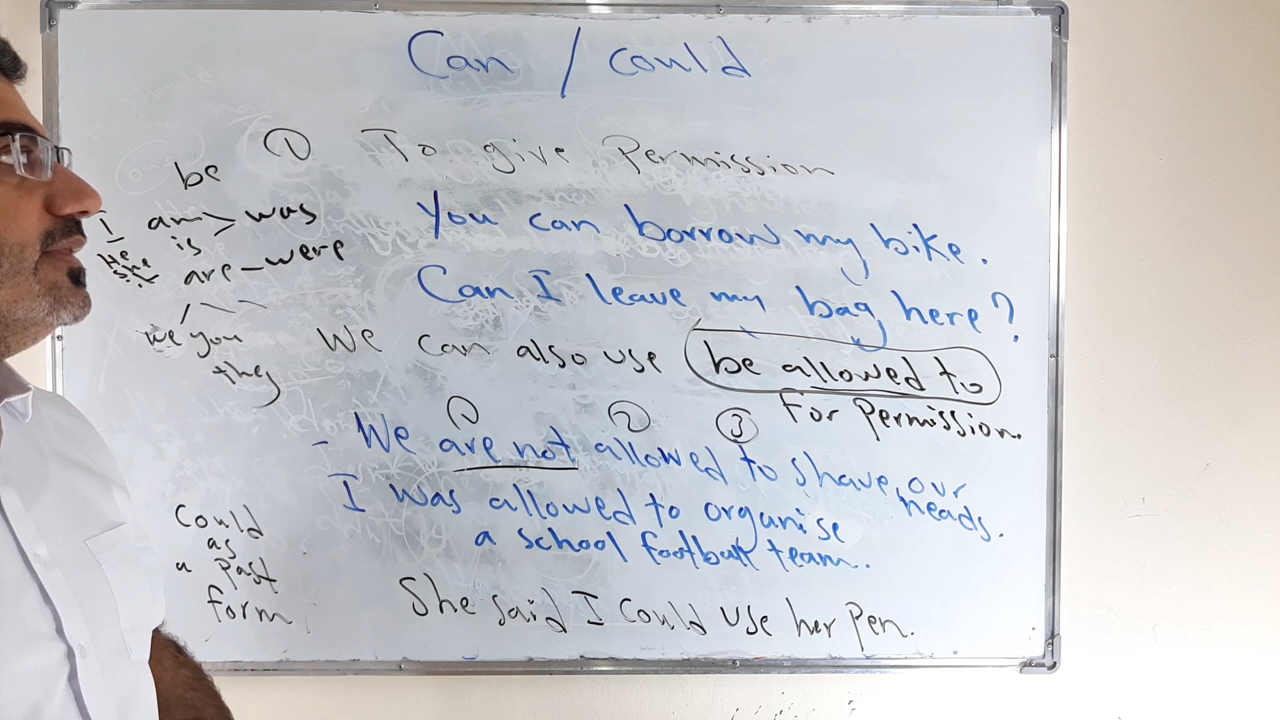 Can / could
① To give permission
You can borrow my bike.
Can I leave my bag here?
We can also use be allowed to
for permission.
① ② ③
- We are not allowed to shave our
heads.
I was allowed to organise
a school football team.
She said I could use her pen.
be
I am > was
He she is
are - were
we you
they
Could
as
a past
form